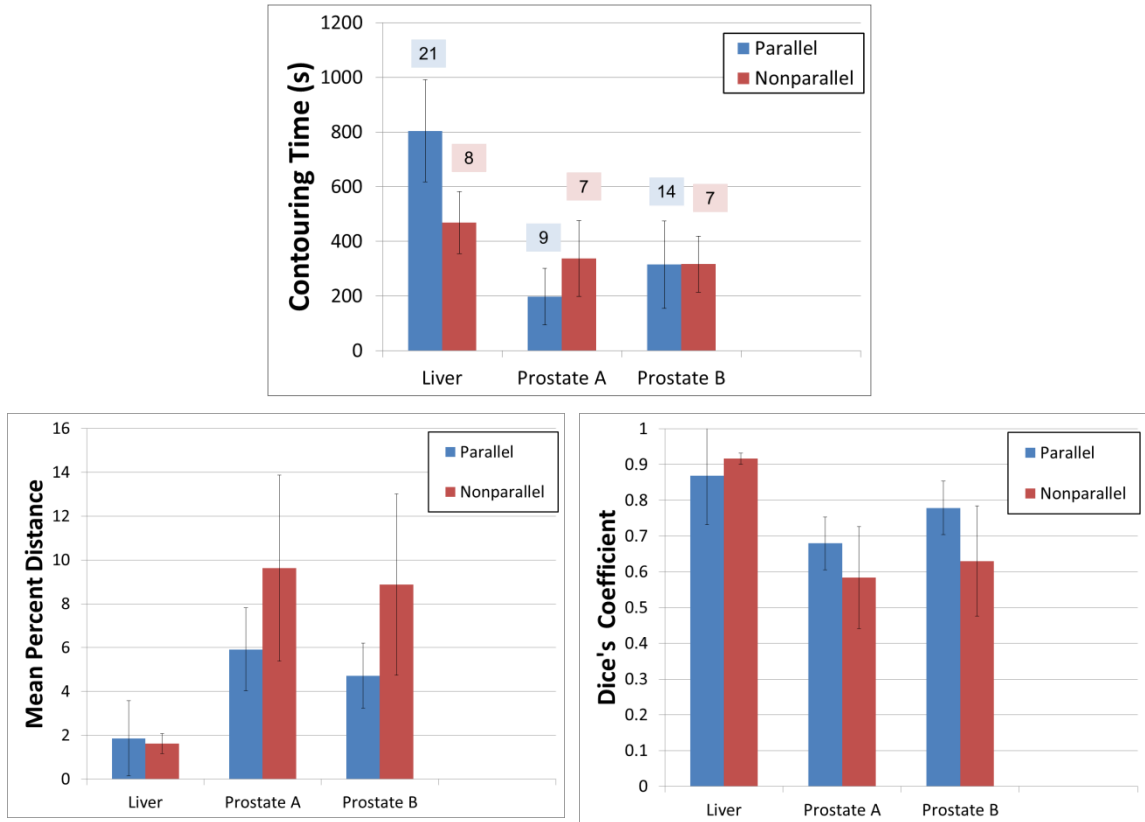 1200
1000
800
600
400
200
0
Contouring Time (s)
21
8
9
7
14
7
Parallel
Nonparallel
Liver
Prostate A
Prostate B
16
14
12
10
8
6
4
2
0
Mean Percent Distance
Parallel
Nonparallel
Liver
Prostate A
Prostate B
1
0.9
0.8
0.7
0.6
0.5
0.4
0.3
0.2
0.1
0
Dice's Coefficient
Parallel
Nonparallel
Liver
Prostate A
Prostate B